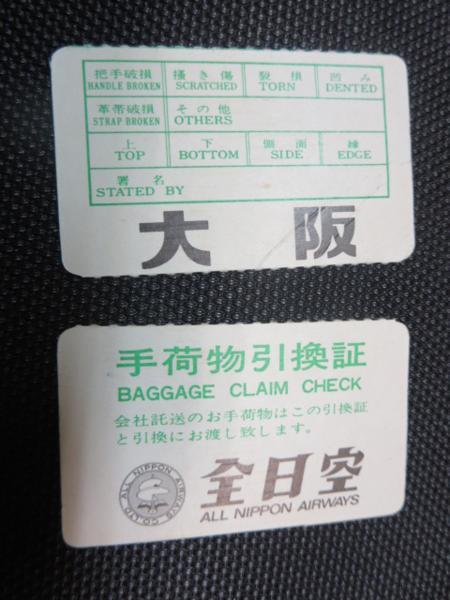 把手破損 掻き傷 裂損 凹み
HANDLE BROKEN SCRATCHED TORN DENTED
革帯破損 その他
STRAP BROKEN OTHERS
上 下 側面 縁
TOP BOTTOM SIDE EDGE
署名
STATED BY
大阪
手荷物引換証
BAGGAGE CLAIM CHECK
会社託送のお手荷物はこの引換証
と引換にお渡し致します。
ALL NIPPON AIRWAYS CO.LTD
全日空
ALL NIPPON AIRWAYS